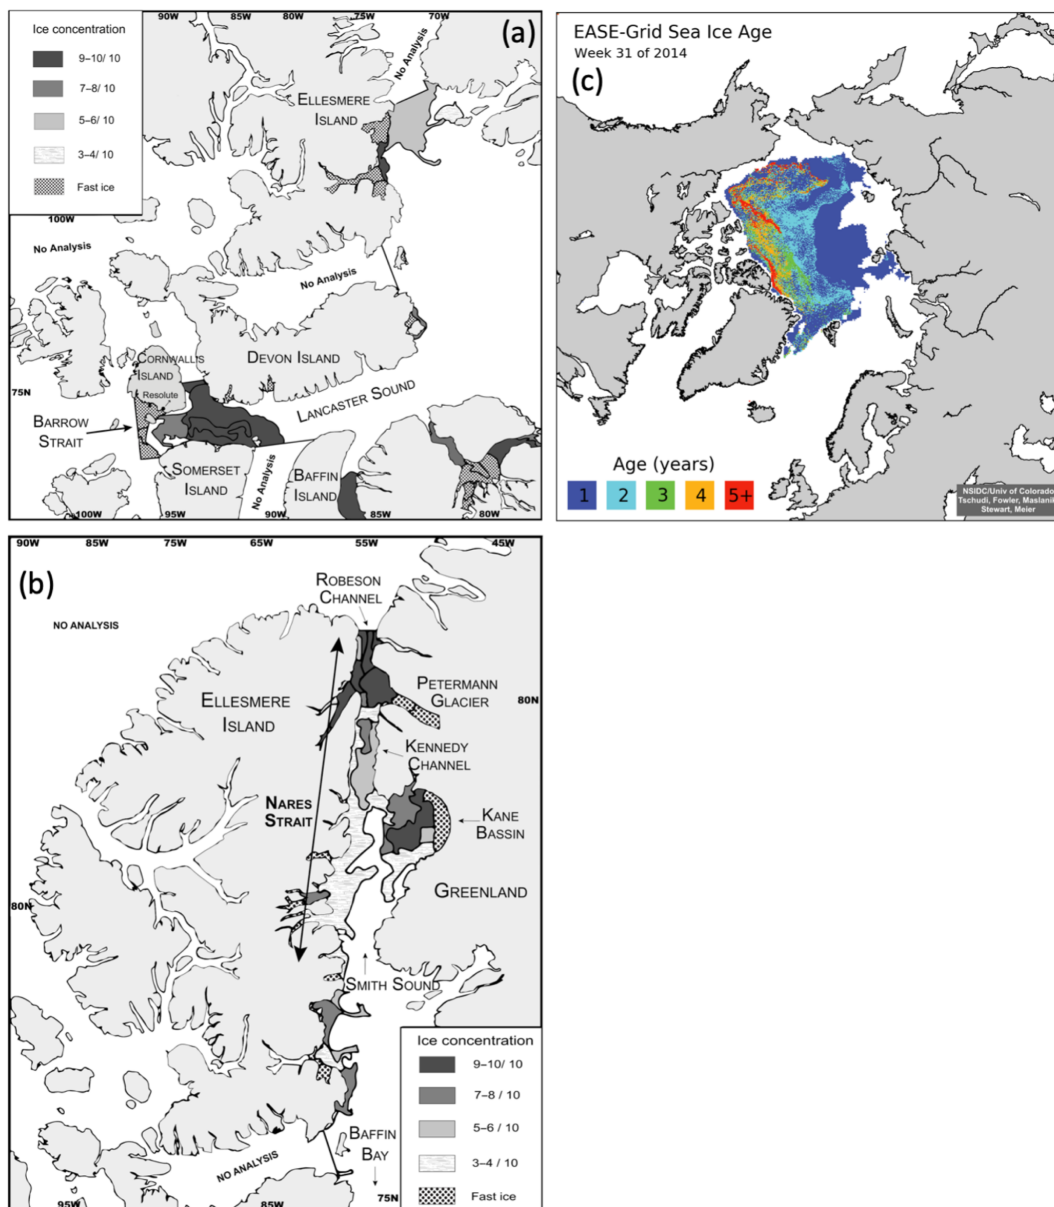 90W 85W 80W 75W 70W
(a)
Ice concentration
9–10/ 10
7–8/ 10
5–6/ 10
3–4/ 10
Fast ice
No Analysis
ELLESMERE
ISLAND
100W
No Analysis
No Analysis
CORNWALL'S
ISLAND
Resolute
DEVON ISLAND
75N
LANCASTER SOUND
BARROW
STRAIT
SOMERSET
ISLAND
No Analysis
BAFFIN
ISLAND
75N
100W 95W 90W 85W 80W
EASE-Grid Sea Ice Age
Week 31 of 2014
(c)
Age (years)
1 2 3 4 5+
NSIDC/Univ of Colorado
Tschudi, Fowler, Maslanik
Stewart, Meier
90W 85W 75W 65W 55W 45W
(b)
ROBESON
CHANNEL
NO ANALYSIS
ELLESMERE
ISLAND
PETERMANN
GLACIER
80N
KENNEDY
CHANNEL
NARES
STRAIT
KANE
BASSIN
GREENLAND
80N
SMITH SOUND
Ice concentration
9–10/ 10
7–8 / 10
5–6 / 10
3–4 / 10
Fast ice
BAFFIN
BAY
NO ANALYSIS
75N
95W 85W